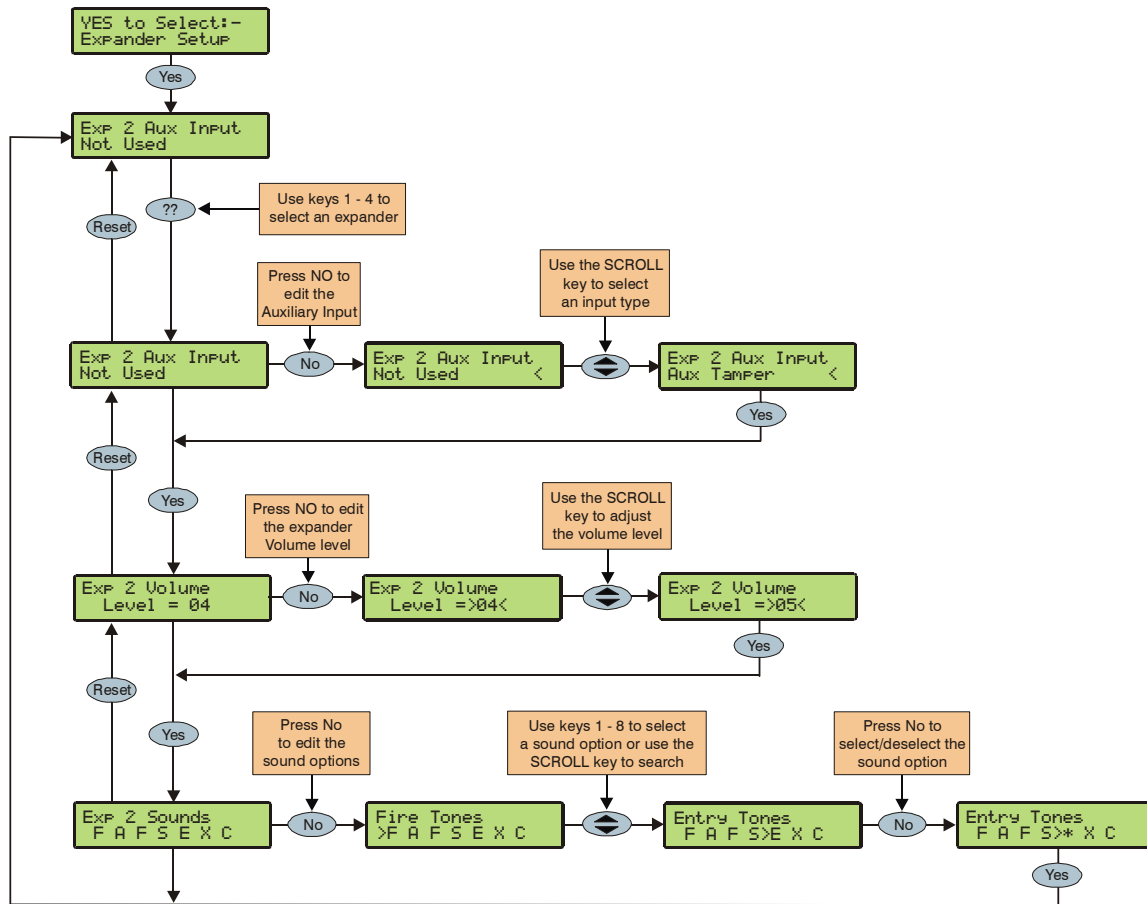 YES to Select:-
Expander Setup
Yes
Exp 2 Aux Input
Not Used
Reset
??
Use keys 1 - 4 to
select an expander
Press NO to
edit the
Auxiliary Input
Use the SCROLL
key to select
an input type
Exp 2 Aux Input
Not Used
No
Exp 2 Aux Input
Not Used <
Exp 2 Aux Input
Aux Tamper <
Yes
Reset
Yes
Press NO to edit
the expander
Volume level
Use the SCROLL
key to adjust
the volume level
Exp 2 Volume
Level = 04
No
Exp 2 Volume
Level =>04<
Exp 2 Volume
Level =>05<
Yes
Reset
Yes
Press No
to edit the
sound options
Use keys 1 - 8 to select
a sound option or use the
SCROLL key to search
Press No to
select/deselect the
sound option
Exp 2 Sounds
F A F S E X C
No
Fire Tones
>F A F S E X C
Entry Tones
F A F S>E X C
No
Entry Tones
F A F S>* X C
Yes